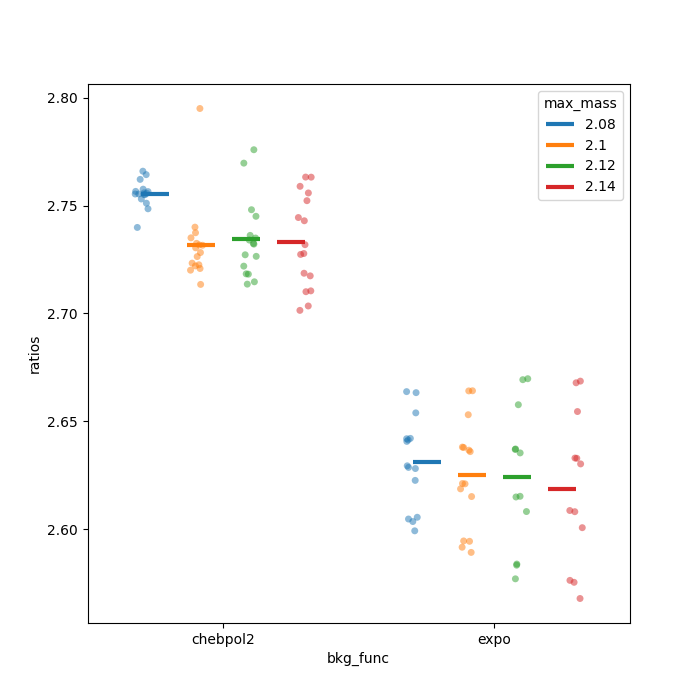 2.80
2.75
2.70
2.65
2.60
ratios
chebpol2
expo
bkg_func
max_mass
2.08
2.1
2.12
2.14